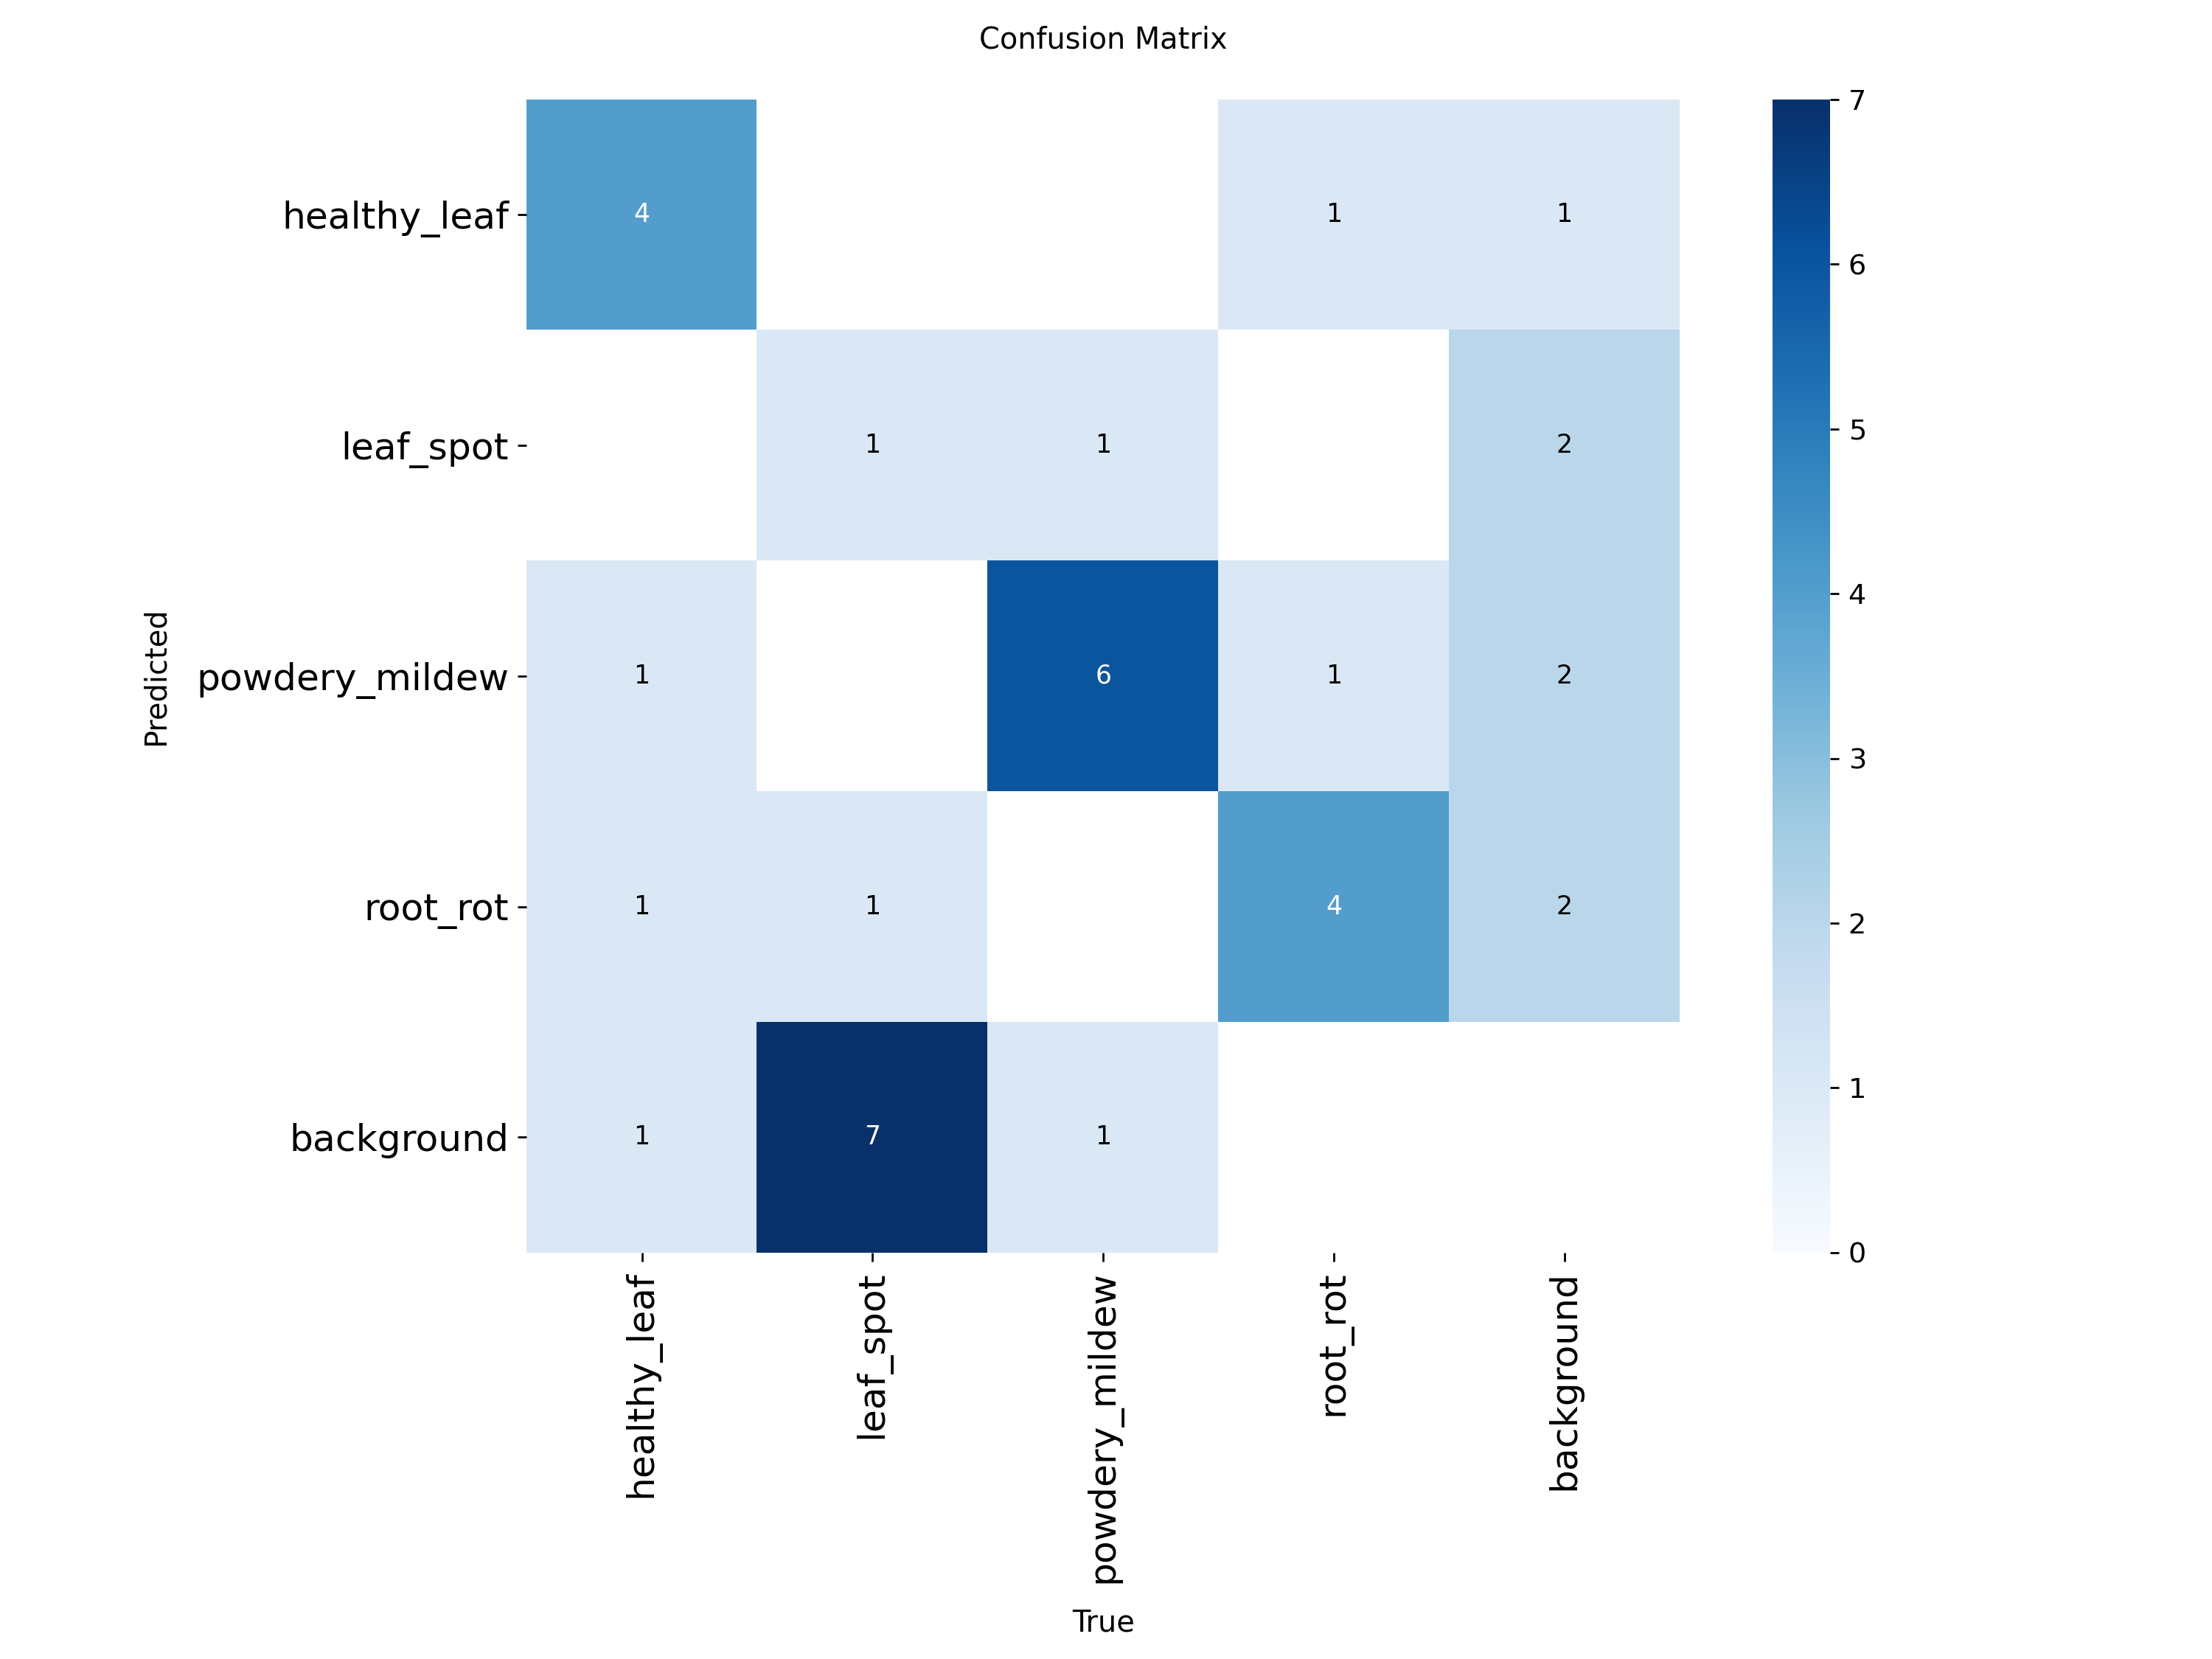 Confusion Matrix
healthy_leaf
4
1
1
leaf_spot
1
1
2
powdery_mildew
1
6
1
2
root_rot
1
1
4
2
background
1
7
1
Predicted
healthy_leaf
leaf_spot
powdery_mildew
root_rot
background
True
7
6
5
4
3
2
1
0